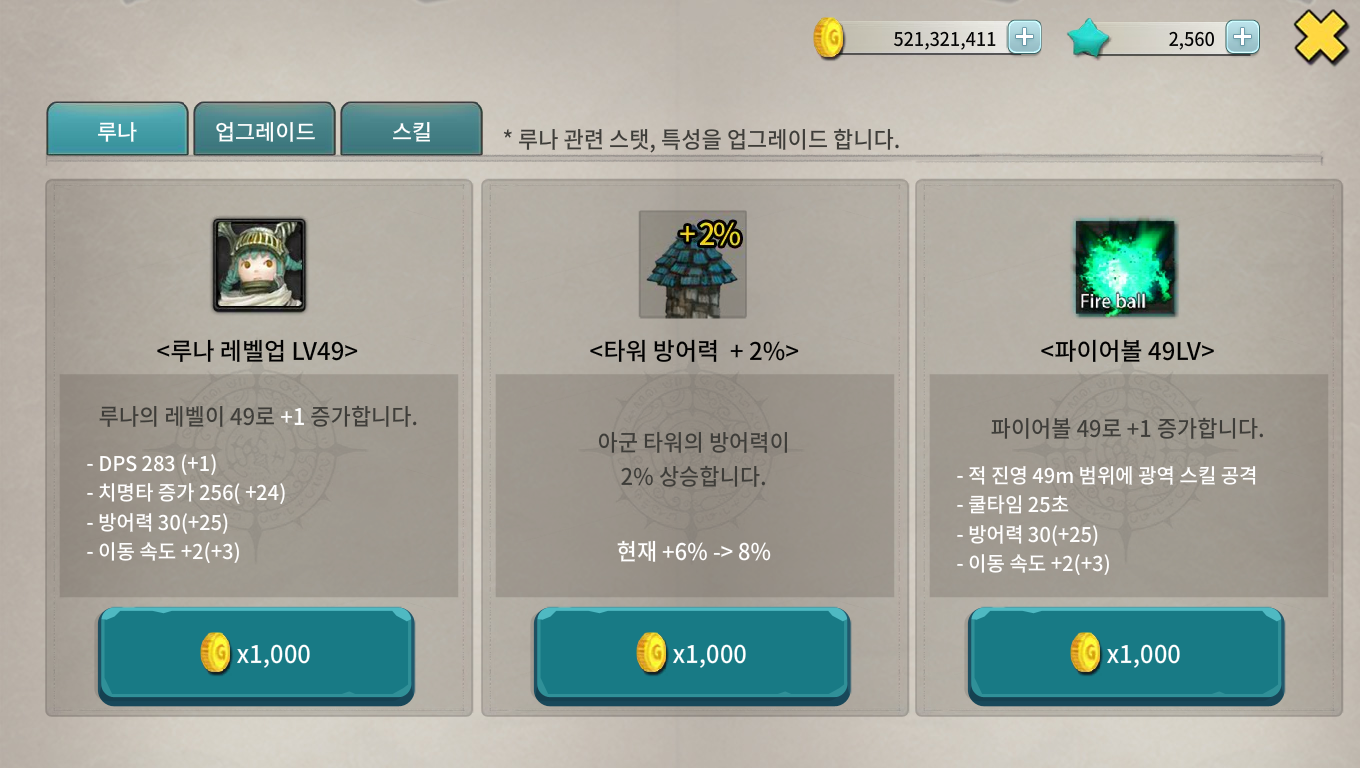 521,321,411
2,560
루나
업그레이드
스킬
* 루나 관련 스탯, 특성을 업그레이드 합니다.
<루나 레벨업 LV49>
루나의 레벨이 49로 +1 증가합니다.
- DPS 283 (+1)
- 치명타 증가 256( +24)
- 방어력 30(+25)
- 이동 속도 +2(+3)
G x1,000
+2%
<타워 방어력 + 2%>
아군 타워의 방어력이
2% 상승합니다.
현재 +6% -> 8%
G x1,000
Fire ball
<파이어볼 49LV>
파이어볼 49로 +1 증가합니다.
- 적 진영 49m 범위에 광역 스킬 공격
- 쿨타임 25초
- 방어력 30(+25)
- 이동 속도 +2(+3)
G x1,000